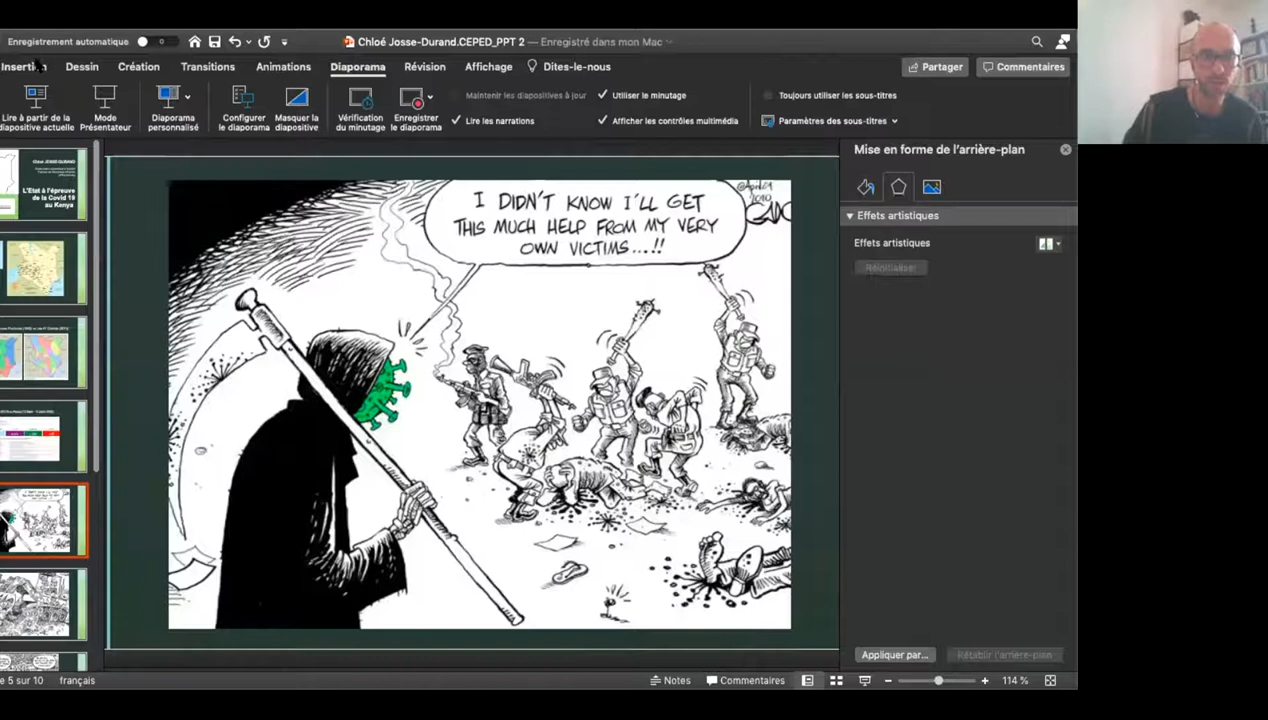 Enregistrement automatique
Chloé Josse-Durand.CEPED_PPT 2 — Enregistré dans mon Mac
Insertion
Dessin
Création
Transitions
Animations
Diaporama
Révision
Affichage
Dites-le-nous
Partager
Commentaires
Lire à partir de la
diapositive actuelle
Mode
Présentateur
Diaporama
personnalisé
Configurer
le diaporama
Masquer la
diapositive
Vérification
du minutage
Enregistrer
le diaporama
Maintenir les diapositives à jour
Lire les narrations
Utiliser le minutage
Afficher les contrôles multimédia
Toujours utiliser les sous-titres
Paramètres des sous-titres
L'Etat à l'épreuve
de la Covid 19
au Kenya
I DIDN'T KNOW I'LL GET
THIS MUCH HELP FROM MY VERY
OWN VICTIMS...!!
Mise en forme de l'arrière-plan
Effets artistiques
Effets artistiques
Réinitialiser
Appliquer par...
Rétablir l'arrière-plan
e 5 sur 10
français
Notes
Commentaires
114 %